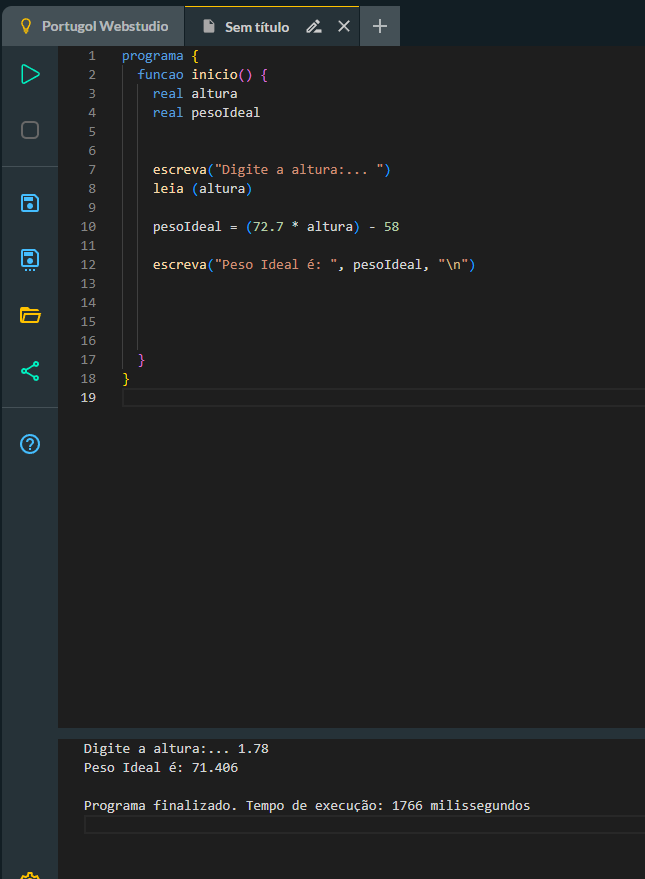 Portugol Webstudio
Sem título
1 programa {
2 funcao inicio() {
3 real altura
4 real pesoIdeal
5
6
7 escreva("Digite a altura:... ")
8 leia (altura)
9
10 pesoIdeal = (72.7 * altura) - 58
11
12 escreva("Peso Ideal é: ", pesoIdeal, "\n")
13
14
15
16
17 }
18 }
19
Digite a altura:... 1.78
Peso Ideal é: 71.406
Programa finalizado. Tempo de execução: 1766 milissegundos